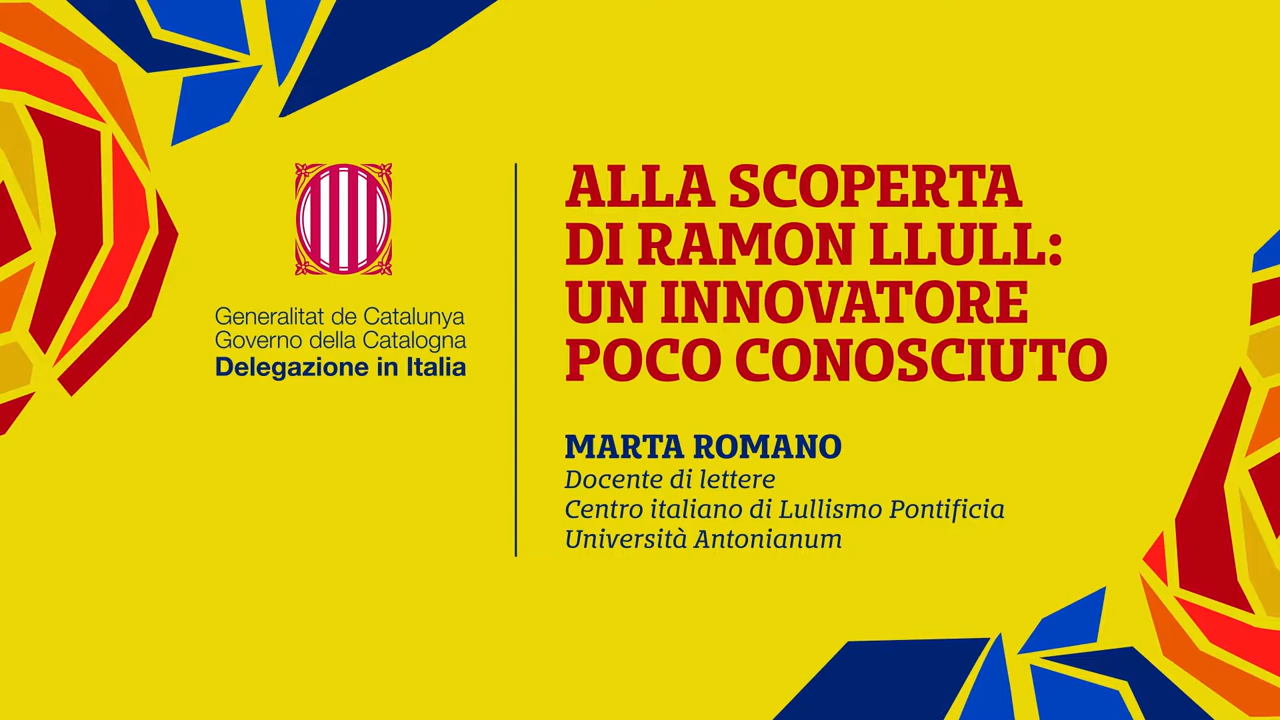 Generalitat de Catalunya
Governo della Catalogna
Delegazione in Italia
ALLA SCOPERTA
DI RAMON LLULL:
UN INNOVATORE
POCO CONOSCIUTO
MARTA ROMANO
Docente di lettere
Centro italiano di Lullismo Pontificia
Università Antonianum